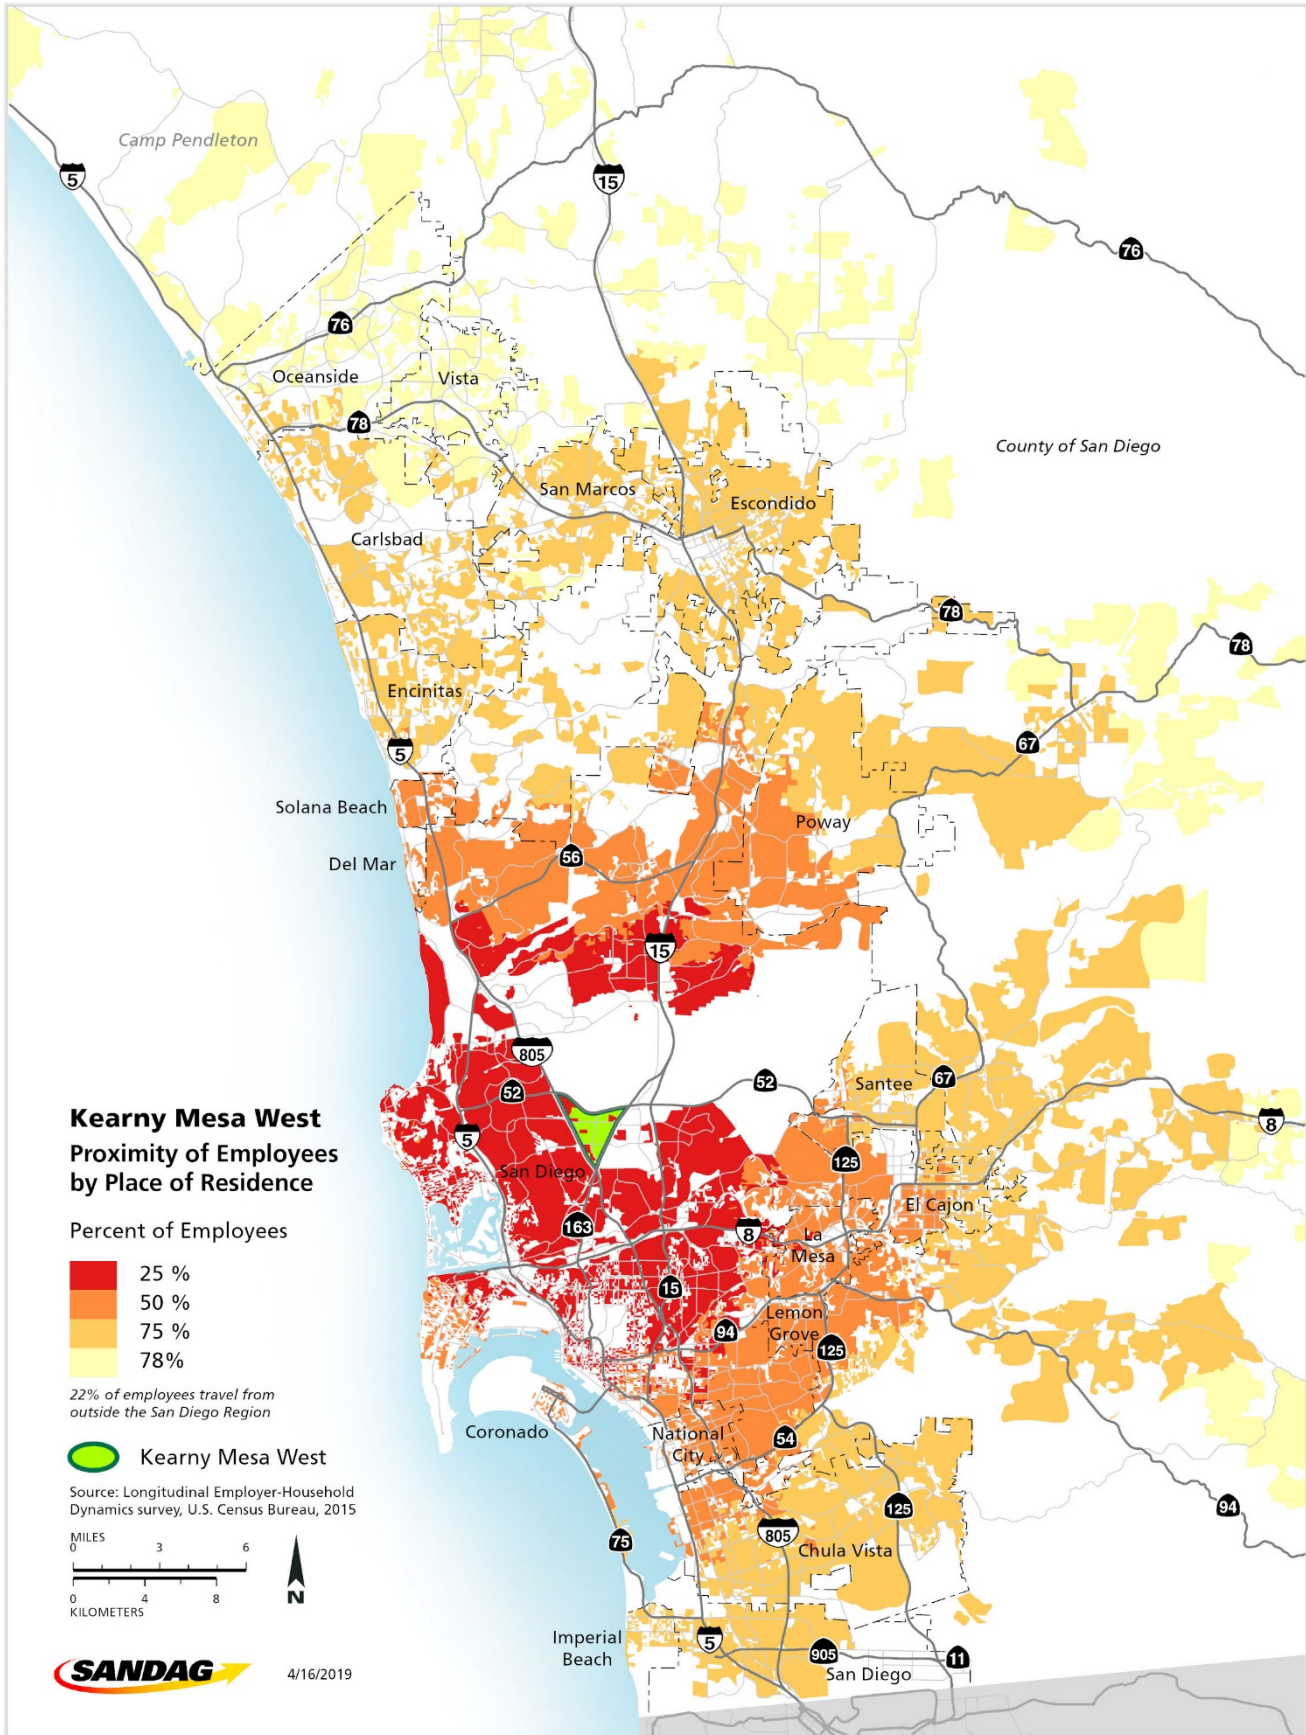 Camp Pendleton
5
15
76
76
Oceanside
Vista
78
County of San Diego
San Marcos
Escondido
Carlsbad
78
78
Encinitas
5
67
Solana Beach
Poway
Del Mar
56
15
805
52
52
Santee
67
8
5
125
San Diego
163
8
El Cajon
La
Mesa
15
94
Lemon
Grove
125
Coronado
National
City
54
125
94
75
805
Chula Vista
Imperial
Beach
5
905
San Diego
11
Kearny Mesa West
Proximity of Employees
by Place of Residence
Percent of Employees
25 %
50 %
75 %
78%
22% of employees travel from
outside the San Diego Region
Kearny Mesa West
Source: Longitudinal Employer-Household
Dynamics survey, U.S. Census Bureau, 2015
MILES
0 3 6
0 4 8
KILOMETERS
N
SANDAG
4/16/2019